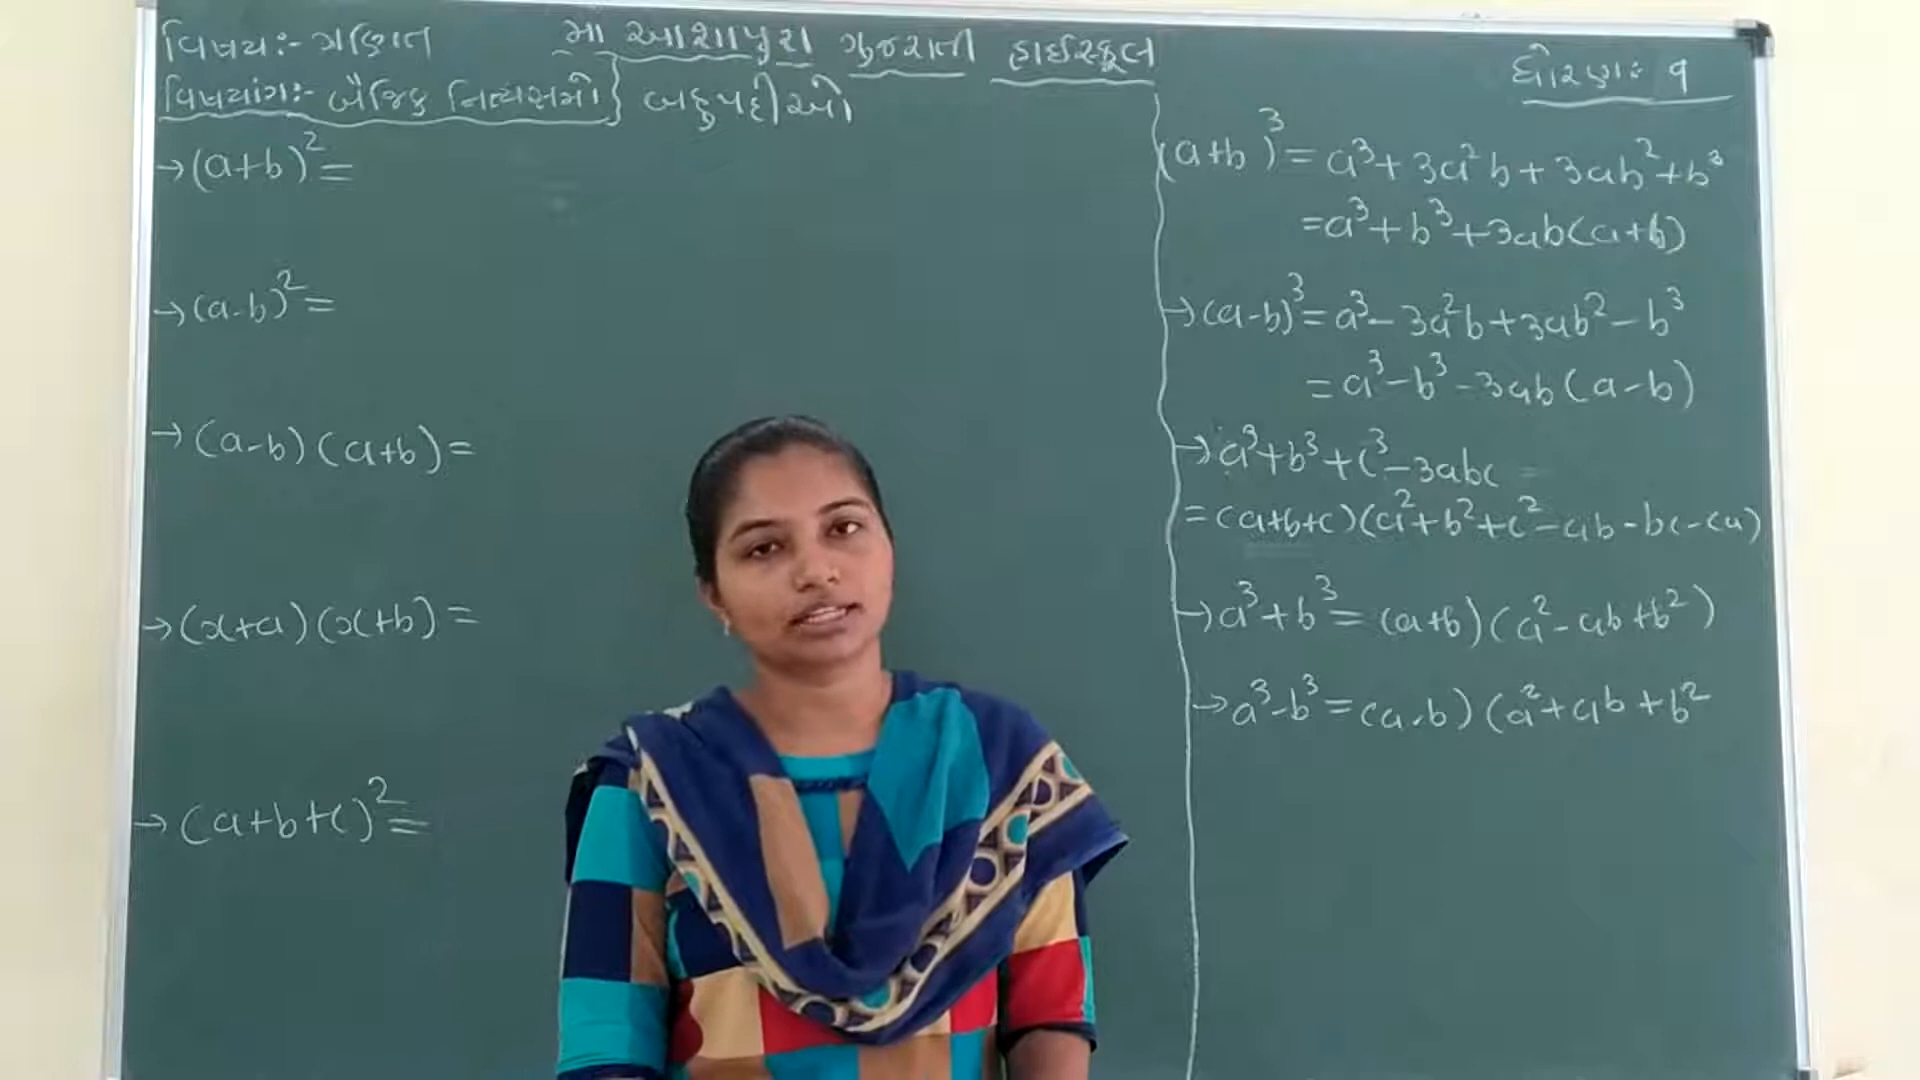 વિષય:- ગણિત
મા આશાપુરા ગુજરાતી હાઈસ્કૂલ
ધોરણ: ૧
વિષયાંગ:- બૈજિક નિત્યસમો} બહુપદીઓ
→(a+b)²=
→(a-b)²=
→(a-b)(a+b)=
→(x+a)(x+b)=
→(a+b+c)²=
(a+b)³=a³+3a²b+3ab²+b³
=a³+b³+3ab(a+b)
→(a-b)³=a³-3a²b+3ab²-b³
=a³-b³-3ab(a-b)
→a³+b³+c³-3abc
=(a+b+c)(a²+b²+c²-ab-bc-ca)
→a³+b³=(a+b)(a²-ab+b²)
→a³-b³=(a-b)(a²+ab+b²